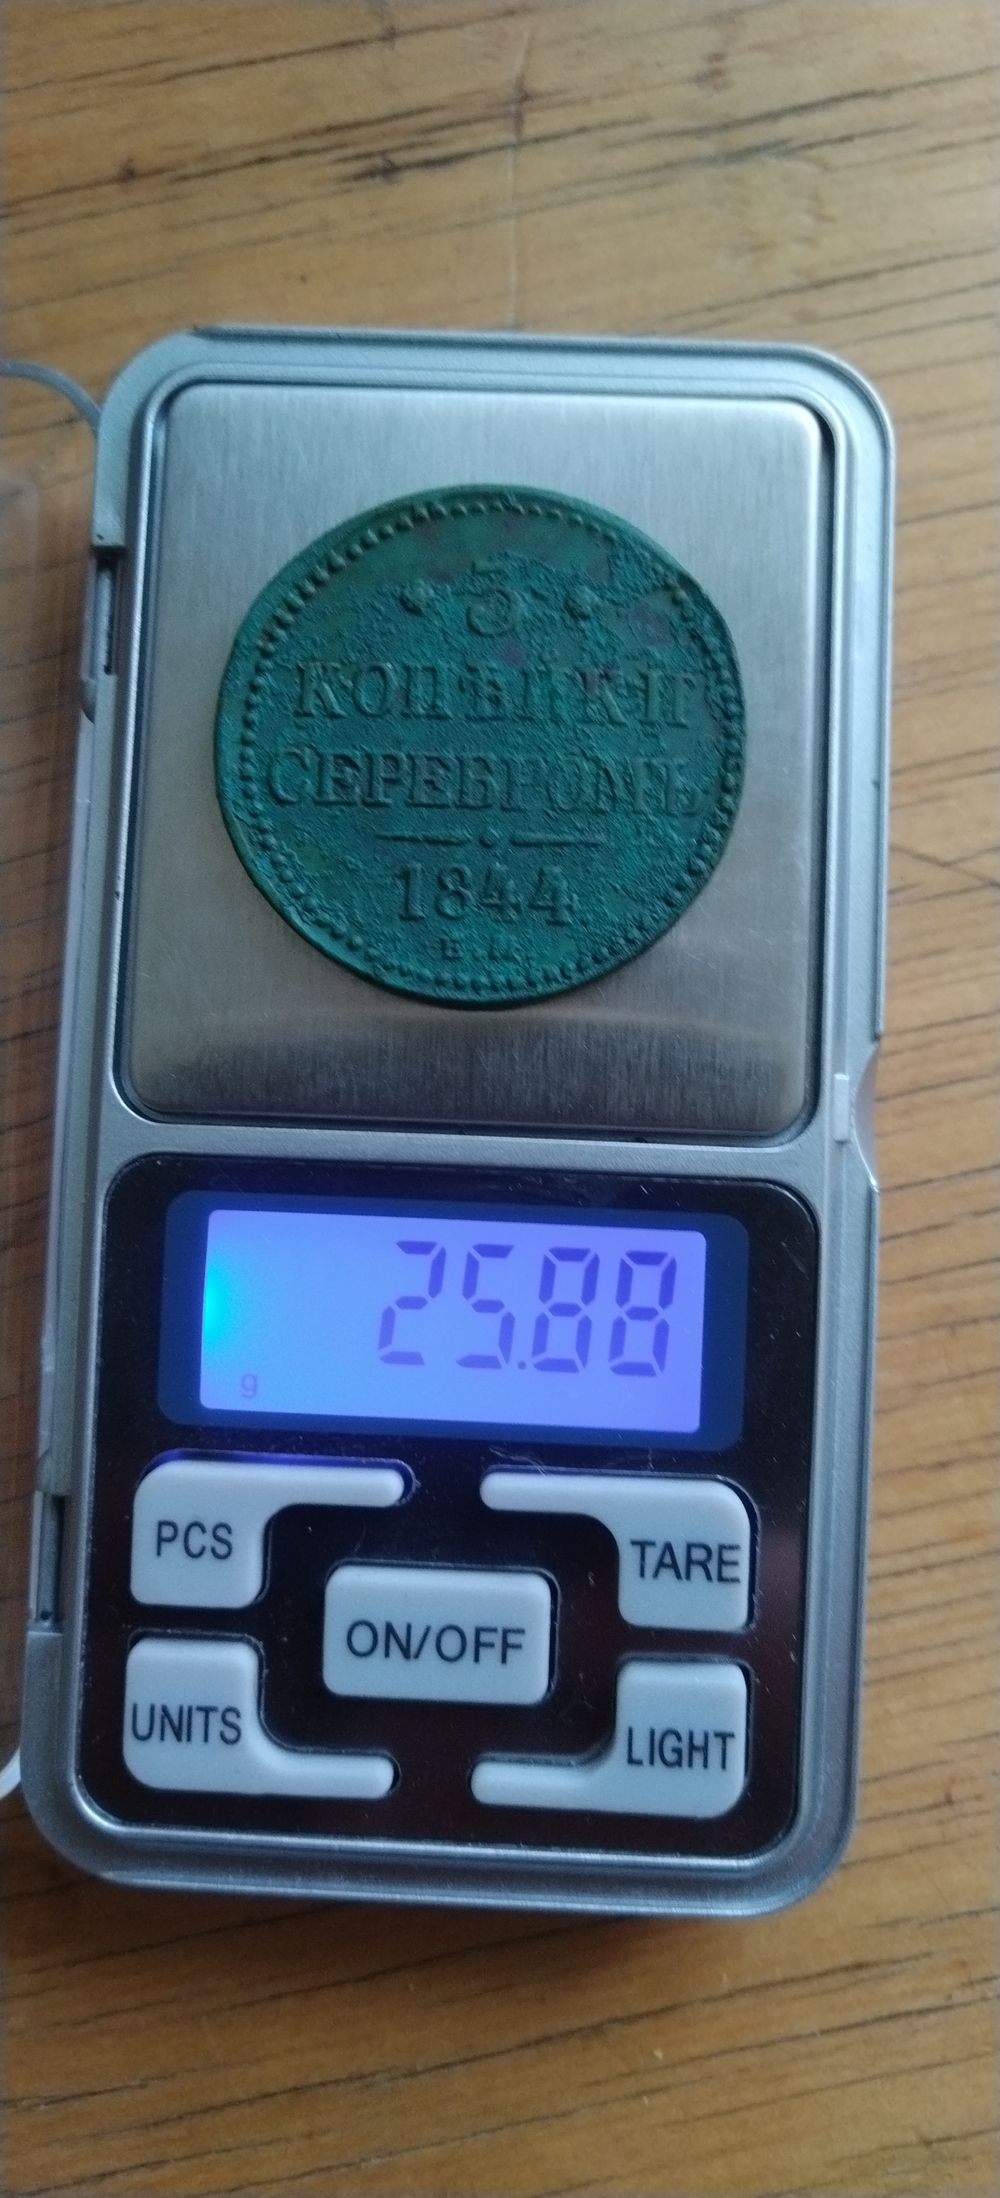 · 3 ·
КОПѢЙКИ
СЕРЕБРОМЪ
1844
Е.М.
25.88
g
PCS
TARE
ON/OFF
UNITS
LIGHT